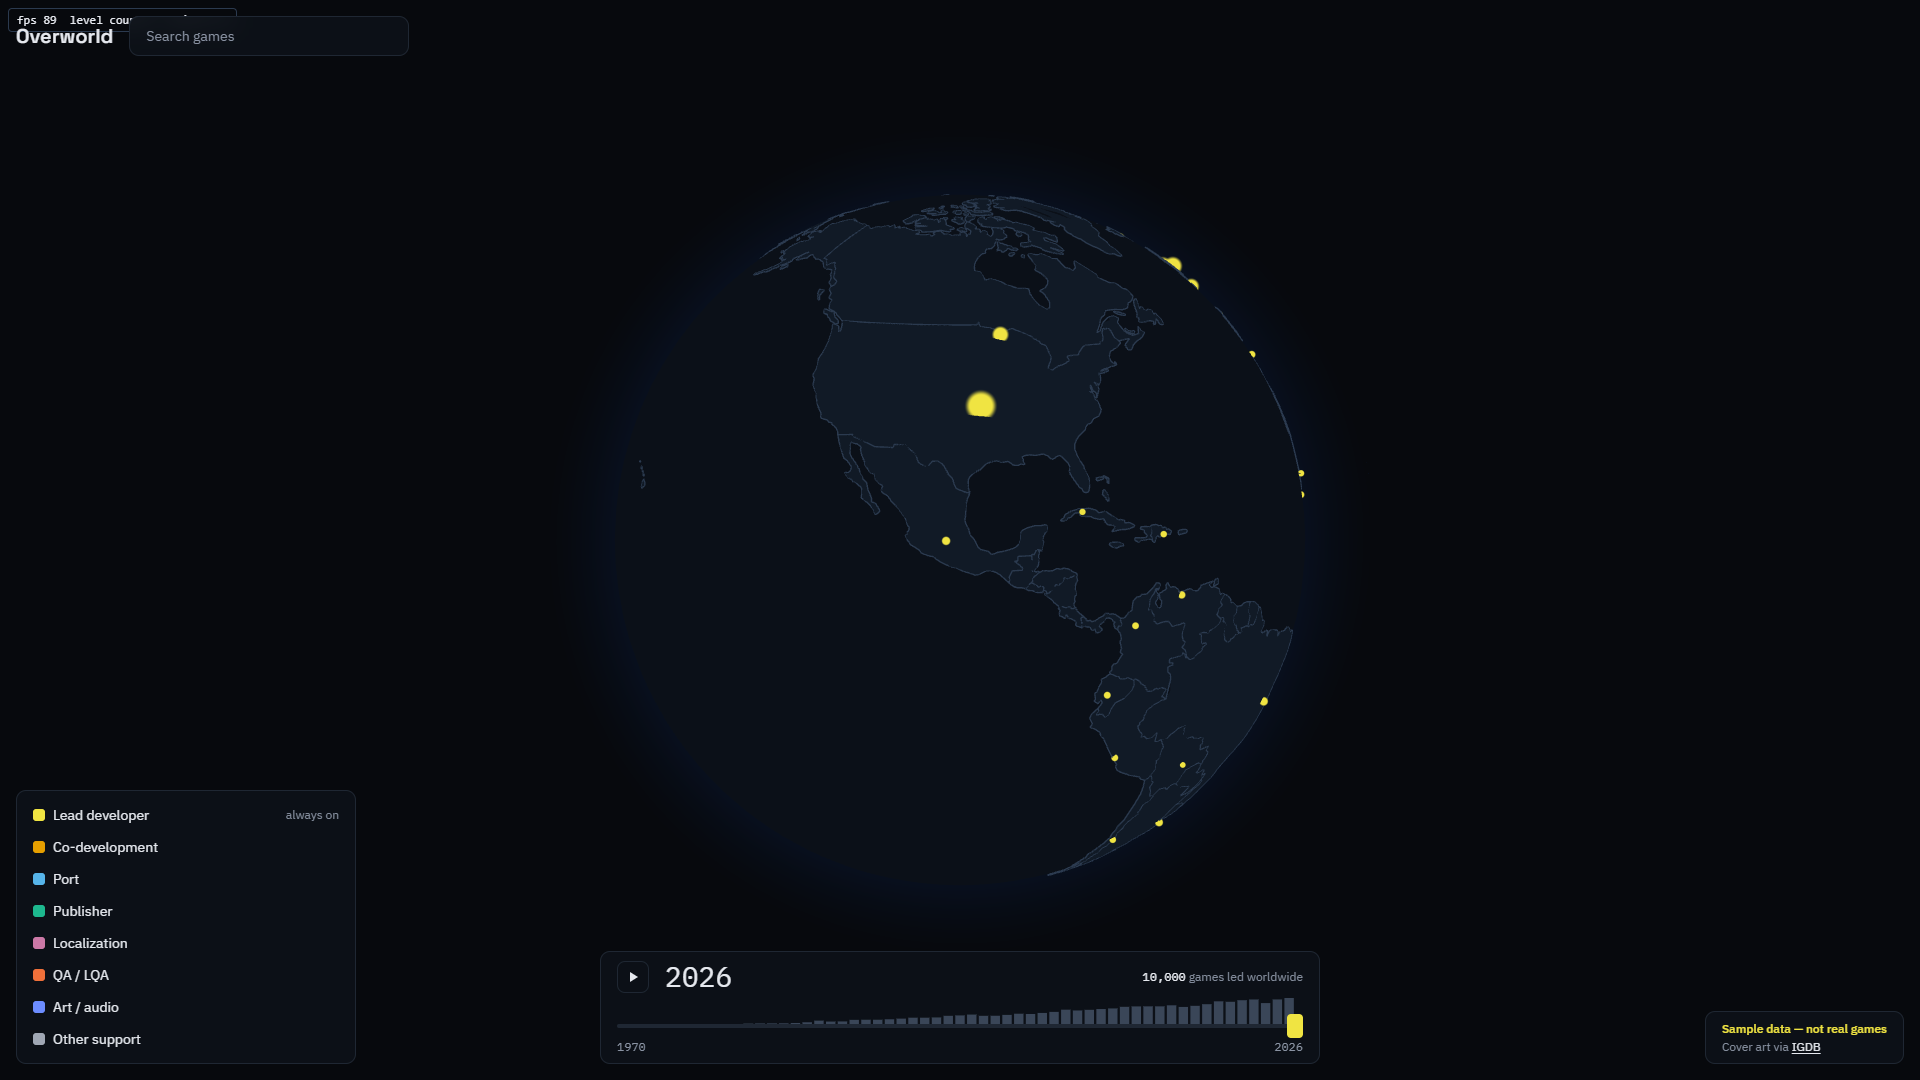 fps 89 level
Overworld
Search games
Lead developer always on
Co-development
Port
Publisher
Localization
QA / LQA
Art / audio
Other support
2026
10,000 games led worldwide
1970 2026
Sample data — not real games
Cover art via IGDB